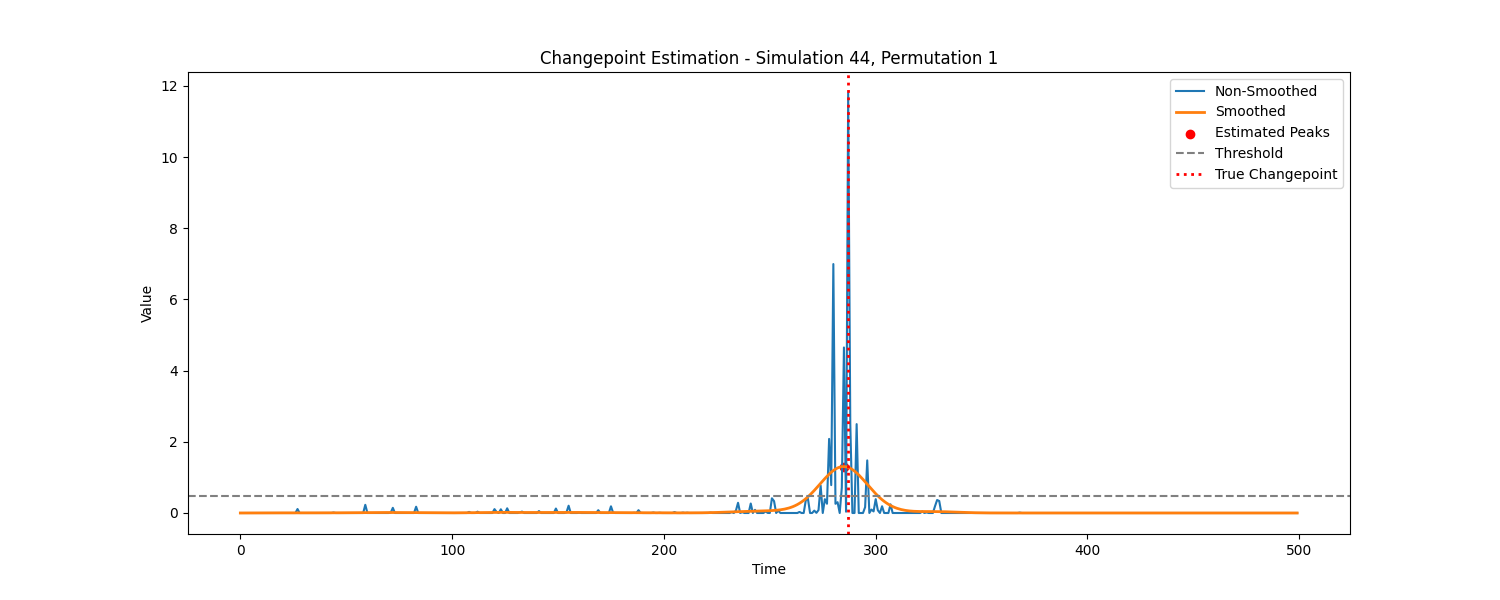 Changepoint Estimation - Simulation 44, Permutation 1
Value
12
10
8
6
4
2
0
Non-Smoothed
Smoothed
Estimated Peaks
Threshold
True Changepoint
0
100
200
300
400
500
Time